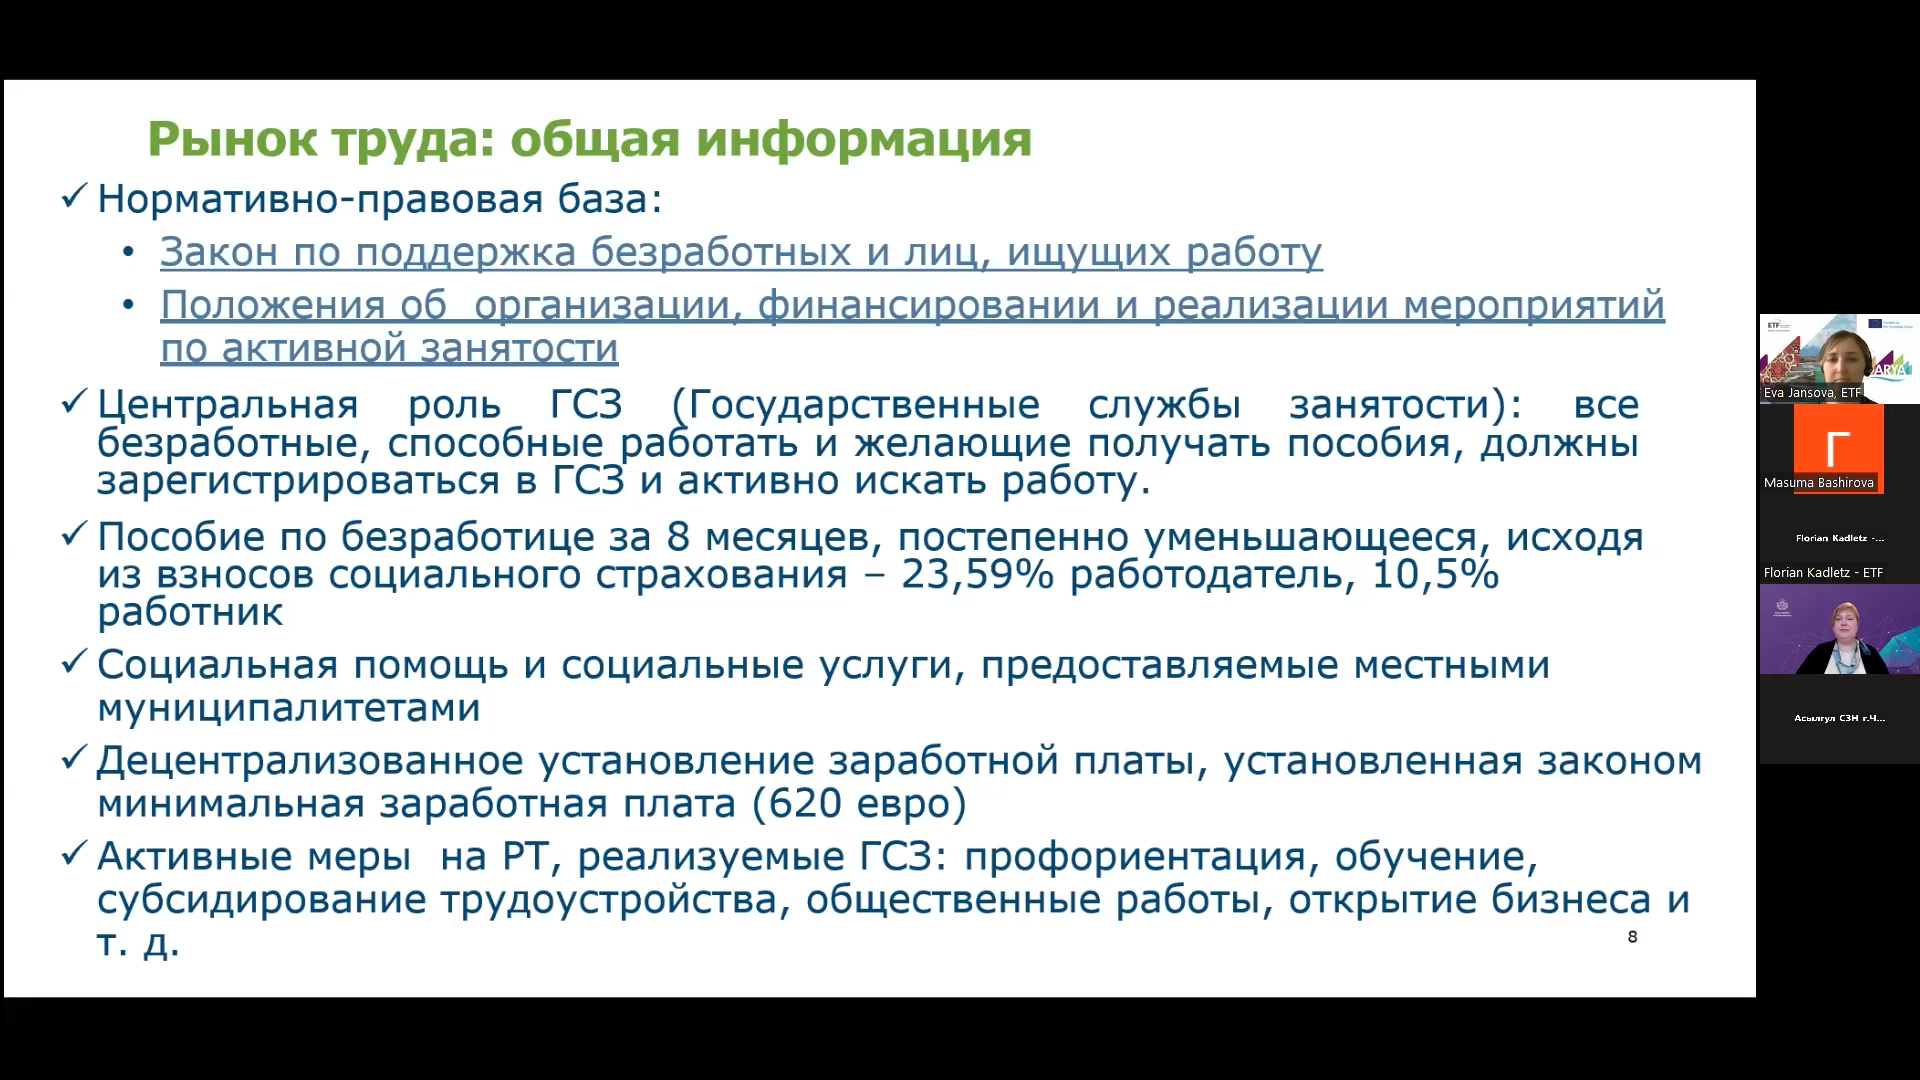 Рынок труда: общая информация
✓ Нормативно-правовая база:
• Закон по поддержка безработных и лиц, ищущих работу
• Положения об  организации, финансировании и реализации мероприятий
по активной занятости
✓ Центральная роль ГСЗ (Государственные службы занятости): все
безработные, способные работать и желающие получать пособия, должны
зарегистрироваться в ГСЗ и активно искать работу.
✓ Пособие по безработице за 8 месяцев, постепенно уменьшающееся, исходя
из взносов социального страхования – 23,59% работодатель, 10,5%
работник
✓ Социальная помощь и социальные услуги, предоставляемые местными
муниципалитетами
✓ Децентрализованное установление заработной платы, установленная законом
минимальная заработная плата (620 евро)
✓ Активные меры  на РТ, реализуемые ГСЗ: профориентация, обучение,
субсидирование трудоустройства, общественные работы, открытие бизнеса и
т. д.
8
ETF
ARYA
Eva Jansova, ETF
Г
Masuma Bashirova
Florian Kadletz -...
Florian Kadletz - ETF
Асылгул СЗН г.Ч...